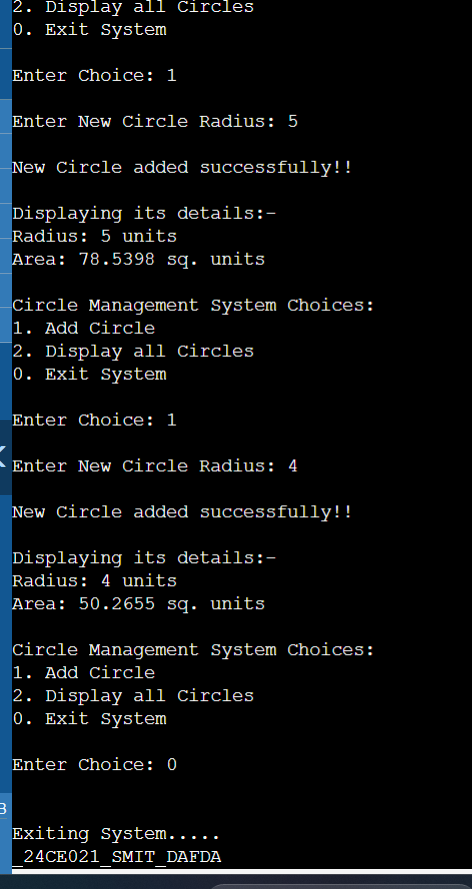 2. Display all Circles
0. Exit System
Enter Choice: 1
Enter New Circle Radius: 5
New Circle added successfully!!
Displaying its details:-
Radius: 5 units
Area: 78.5398 sq. units
Circle Management System Choices:
1. Add Circle
2. Display all Circles
0. Exit System
Enter Choice: 1
Enter New Circle Radius: 4
New Circle added successfully!!
Displaying its details:-
Radius: 4 units
Area: 50.2655 sq. units
Circle Management System Choices:
1. Add Circle
2. Display all Circles
0. Exit System
Enter Choice: 0
Exiting System.....
_24CE021_SMIT_DAFDA